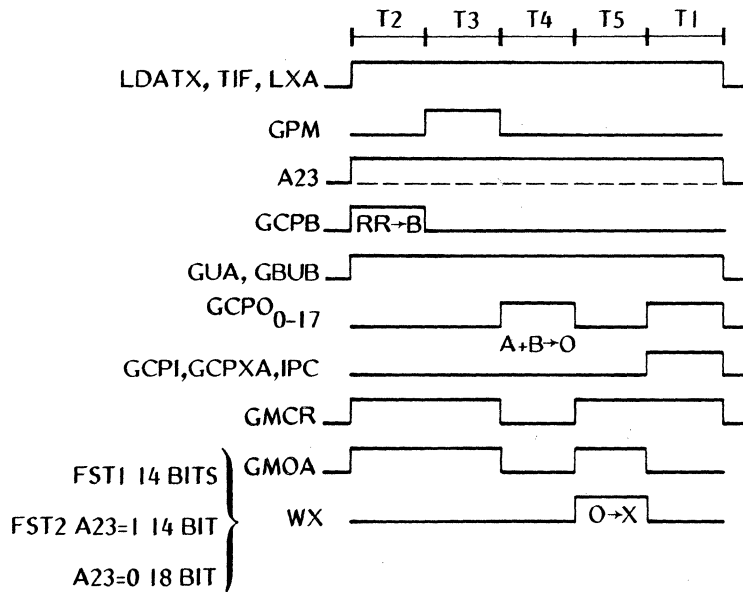 T2 T3 T4 T5 T1
LDATX, TIF, LXA
GPM
A23
GCPB RR→B
GUA, GBUB
GCPO0-17
A+B→O
GCPI,GCPXA,IPC
GMCR
GMOA
FST1 14 BITS
WX O→X
FST2 A23=1 14 BIT
A23=0 18 BIT